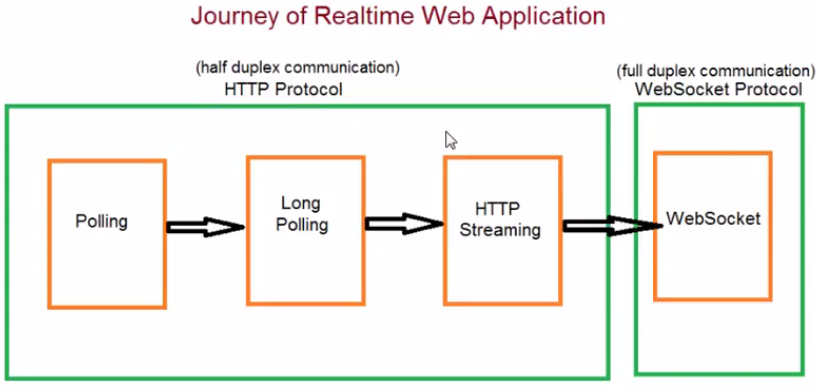 Journey of Realtime Web Application
(half duplex communication)
HTTP Protocol
(full duplex communication)
WebSocket Protocol
Polling
Long
Polling
HTTP
Streaming
WebSocket